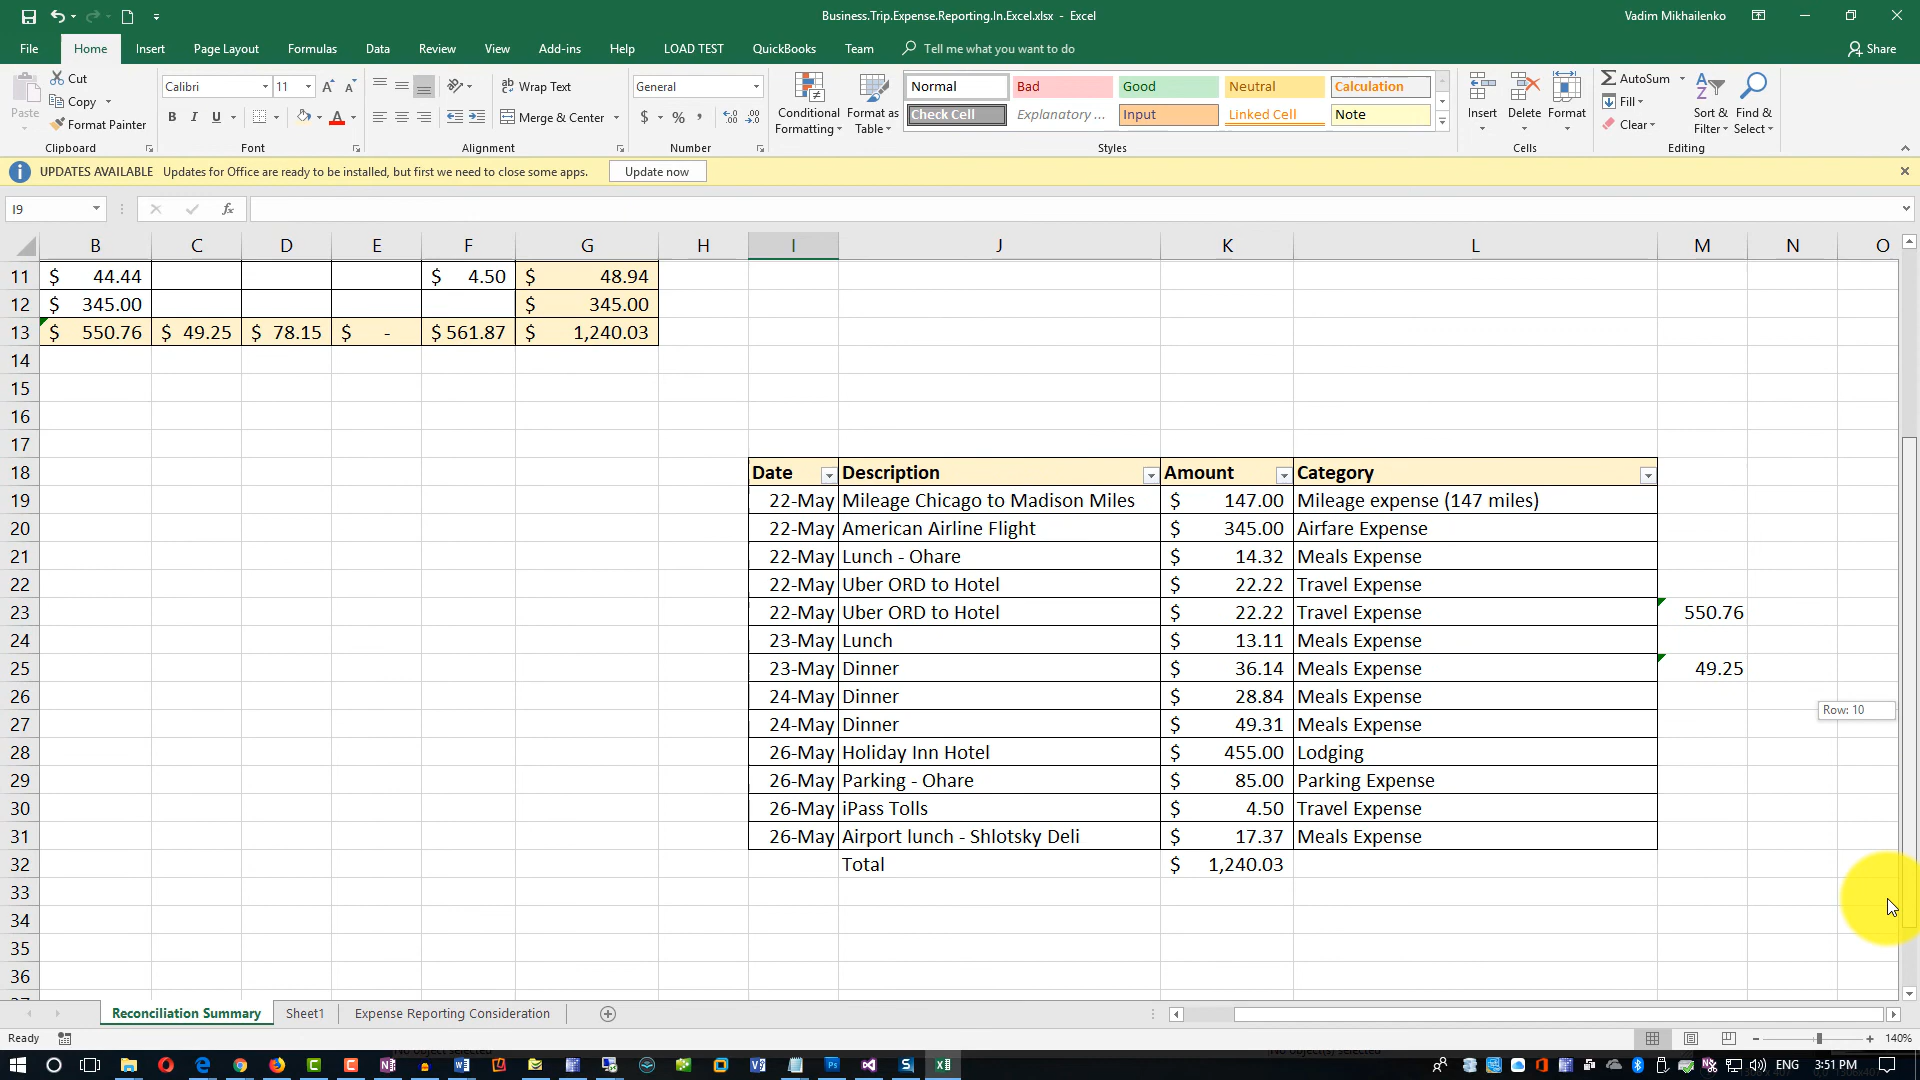 Business.Trip.Expense.Reporting.In.Excel.xlsx - Excel
Vadim Mikhailenko
File Home Insert Page Layout Formulas Data Review View Add-ins Help LOAD TEST QuickBooks Team Tell me what you want to do Share
Paste Cut Copy Format Painter
Calibri 11
B I U A
Wrap Text
Merge & Center
General
$ % ,
Conditional Formatting
Format as Table
Normal Bad Good Neutral Calculation
Check Cell Explanatory ... Input Linked Cell Note
Insert Delete Format
AutoSum Fill Clear
Sort & Filter
Find & Select
Clipboard Font Alignment Number Styles Cells Editing
UPDATES AVAILABLE Updates for Office are ready to be installed, but first we need to close some apps. Update now
I9 fx
B C D E F G H I J K L M N O
11 $ 44.44 $ 4.50 $ 48.94
12 $ 345.00 $ 345.00
13 $ 550.76 $ 49.25 $ 78.15 $ - $ 561.87 $ 1,240.03
14
15
16
17
18 Date Description Amount Category
19 22-May Mileage Chicago to Madison Miles $ 147.00 Mileage expense (147 miles)
20 22-May American Airline Flight $ 345.00 Airfare Expense
21 22-May Lunch - Ohare $ 14.32 Meals Expense
22 22-May Uber ORD to Hotel $ 22.22 Travel Expense
23 22-May Uber ORD to Hotel $ 22.22 Travel Expense 550.76
24 23-May Lunch $ 13.11 Meals Expense
25 23-May Dinner $ 36.14 Meals Expense 49.25
26 24-May Dinner $ 28.84 Meals Expense
27 24-May Dinner $ 49.31 Meals Expense
Row: 10
28 26-May Holiday Inn Hotel $ 455.00 Lodging
29 26-May Parking - Ohare $ 85.00 Parking Expense
30 26-May iPass Tolls $ 4.50 Travel Expense
31 26-May Airport lunch - Shlotsky Deli $ 17.37 Meals Expense
32 Total $ 1,240.03
33
34
35
36
Reconciliation Summary Sheet1 Expense Reporting Consideration
Ready 140%
ENG 3:51 PM